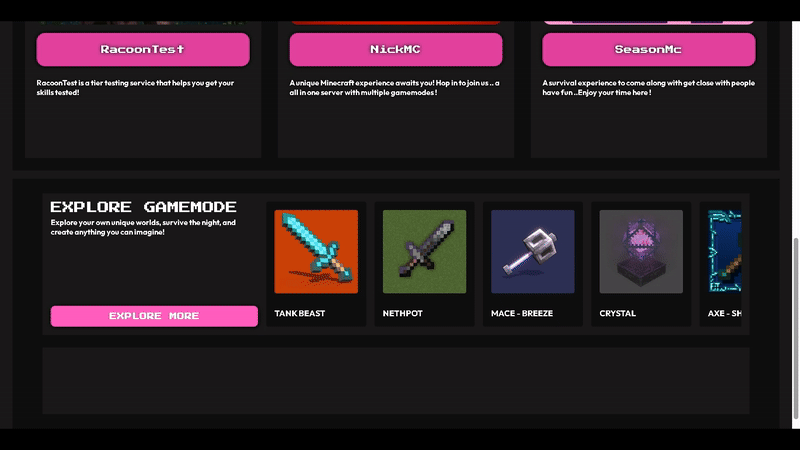 RacoonTest
NickMC
SeasonMc
RacoonTest is a tier testing service that helps you get your
skills tested!
A unique Minecraft experience awaits you! Hop in to join us .. a
all in one server with multiple gamemodes !
A survival experience to come along with get close with people
have fun ..Enjoy your time here !
EXPLORE GAMEMODE
Explore your own unique worlds, survive the night, and
create anything you can imagine!
EXPLORE MORE
TANK BEAST
NETHPOT
MACE - BREEZE
CRYSTAL
AXE - SH